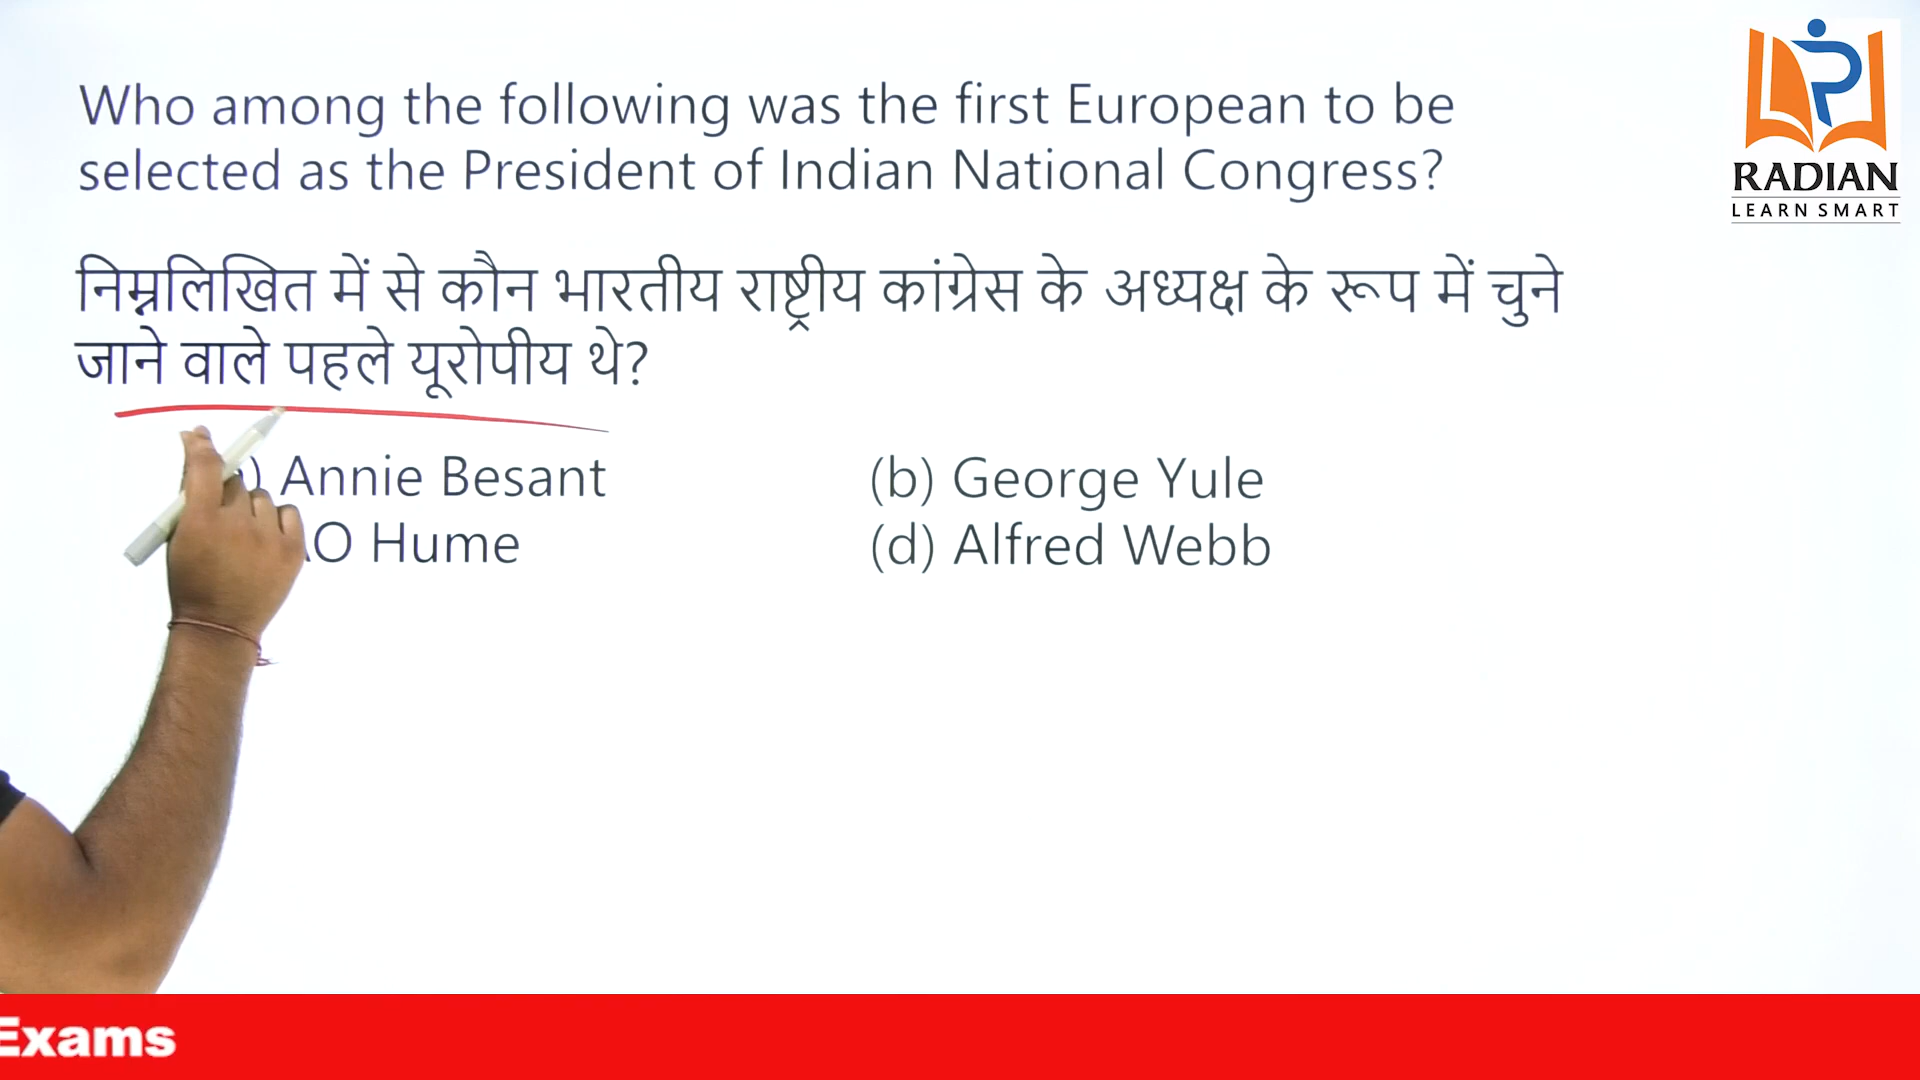 Who among the following was the first European to be
selected as the President of Indian National Congress?
RADIAN
LEARN SMART
निम्नलिखित में से कौन भारतीय राष्ट्रीय कांग्रेस के अध्यक्ष के रूप में चुने
जाने वाले पहले यूरोपीय थे?
) Annie Besant
(b) George Yule
AO Hume
(d) Alfred Webb
Exams